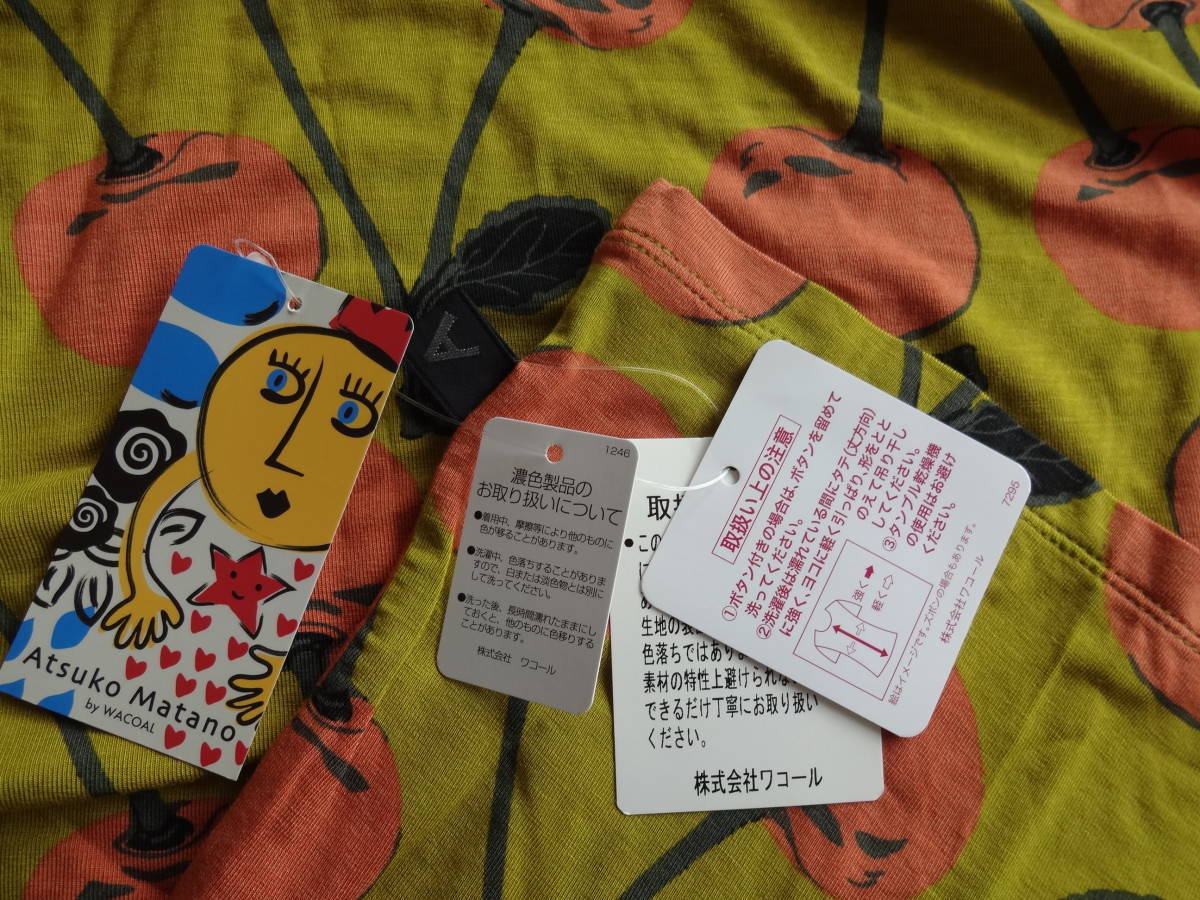 Atsuko Matano
by WACOAL
A
1246
濃色製品の
お取り扱いについて
●着用中、摩擦等により他のものに
色が移ることがあります。
●洗濯中、色落ちすることがありま
すので、白または淡色物とは別に
して洗ってください。
●洗った後、長時間濡れたままにし
ておくと、他のものに色移りする
ことがあります。
株式会社 ワコール
取
●この
生地の表
色落ちではありま
素材の特性上避けられな
できるだけ丁寧にお取り扱い
ください。
株式会社ワコール
取扱い上の注意
①ボタン付きの場合は、ボタンを留めて
洗ってください。
②洗濯後は濡れている間にタテ(丈方向)
に強く、ヨコに軽く引っぱり、形をとと
のえて吊り干し
してください。
③タンブル乾燥機
の使用はお避け
ください。
強く
軽く
絵はイメージです。ズボンの場合もあります。
株式会社ワコール
7295